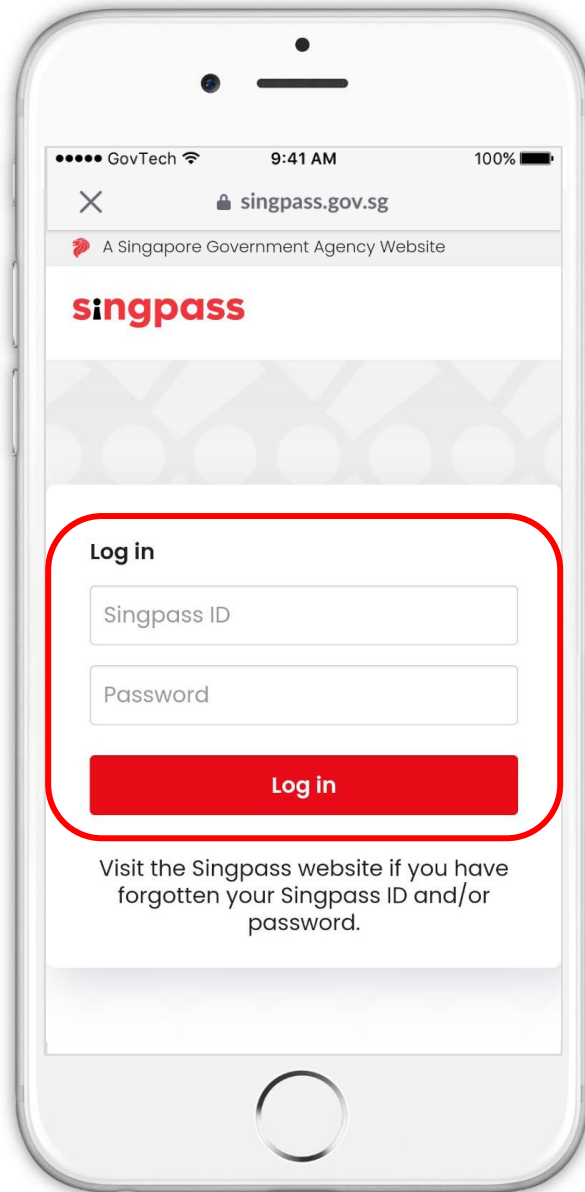 GovTech 9:41 AM 100%
singpass.gov.sg
A Singapore Government Agency Website
singpass
Log in
Singpass ID
Password
Log in
Visit the Singpass website if you have
forgotten your Singpass ID and/or
password.